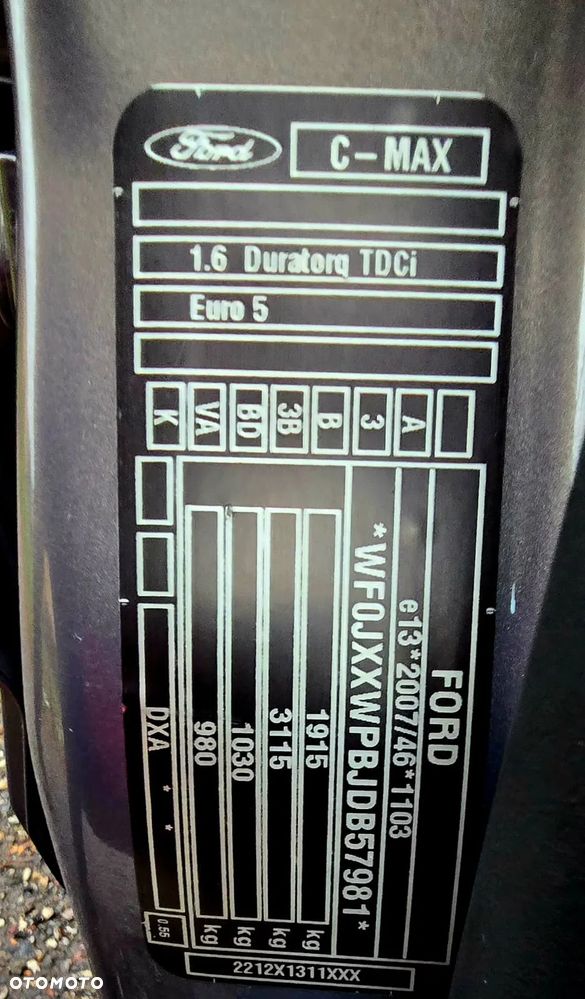 Ford
C-MAX
1.6 Duratorq TDCi
Euro 5
K VA BD 3B B 3 A
FORD
e13*2007/46*1103
*WF0JXXWPBJDB57981*
1915 kg
3115 kg
1030 kg
980 kg
DXA * *
0.55
2212X1311XXX
OTOMOTO